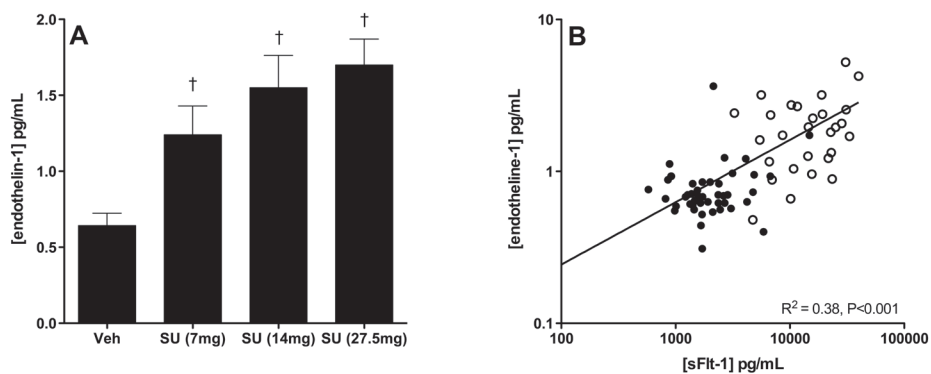 A
[endothelin-1] pg/mL
2.0
1.5
1.0
0.5
0.0
†
†
†
Veh
SU (7mg)
SU (14mg)
SU (27.5mg)
B
[endotheline-1] pg/mL
10
1
0.1
R² = 0.38, P<0.001
100
1000
10000
100000
[sFlt-1] pg/mL